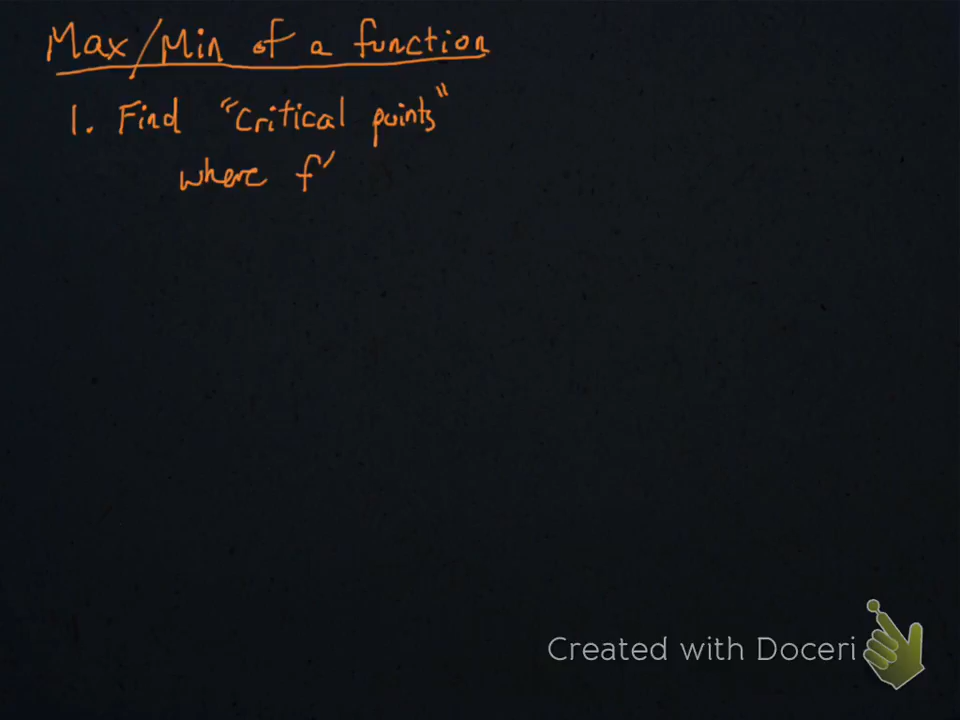 Max/Min of a function
1. Find "critical points"
where f'
Created with Doceri